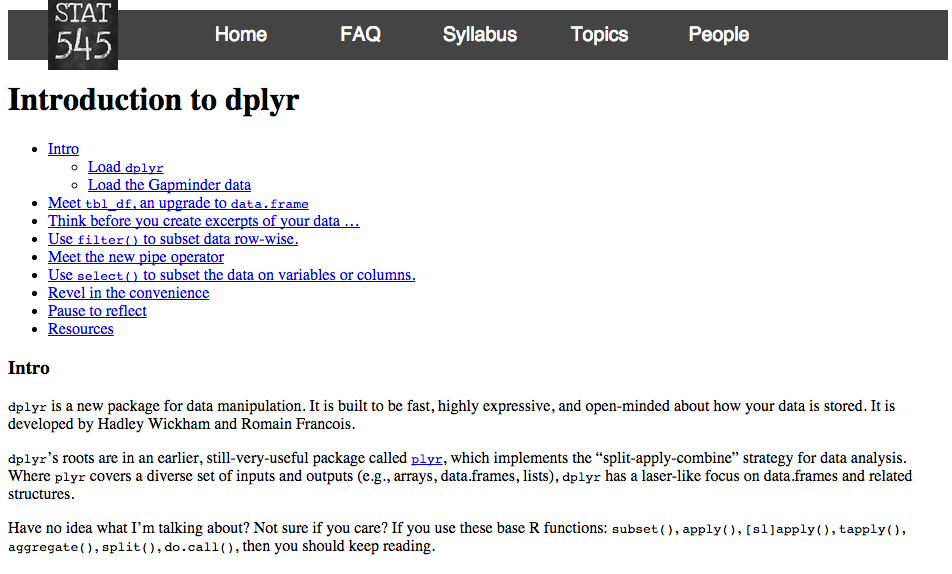 STAT
545
Home FAQ Syllabus Topics People
Introduction to dplyr
Intro
Load dplyr
Load the Gapminder data
Meet tbl_df, an upgrade to data.frame
Think before you create excerpts of your data …
Use filter() to subset data row-wise.
Meet the new pipe operator
Use select() to subset the data on variables or columns.
Revel in the convenience
Pause to reflect
Resources
Intro
dplyr is a new package for data manipulation. It is built to be fast, highly expressive, and open-minded about how your data is stored. It is
developed by Hadley Wickham and Romain Francois.
dplyr’s roots are in an earlier, still-very-useful package called plyr, which implements the “split-apply-combine” strategy for data analysis.
Where plyr covers a diverse set of inputs and outputs (e.g., arrays, data.frames, lists), dplyr has a laser-like focus on data.frames and related
structures.
Have no idea what I’m talking about? Not sure if you care? If you use these base R functions: subset(), apply(), [sl]apply(), tapply(),
aggregate(), split(), do.call(), then you should keep reading.